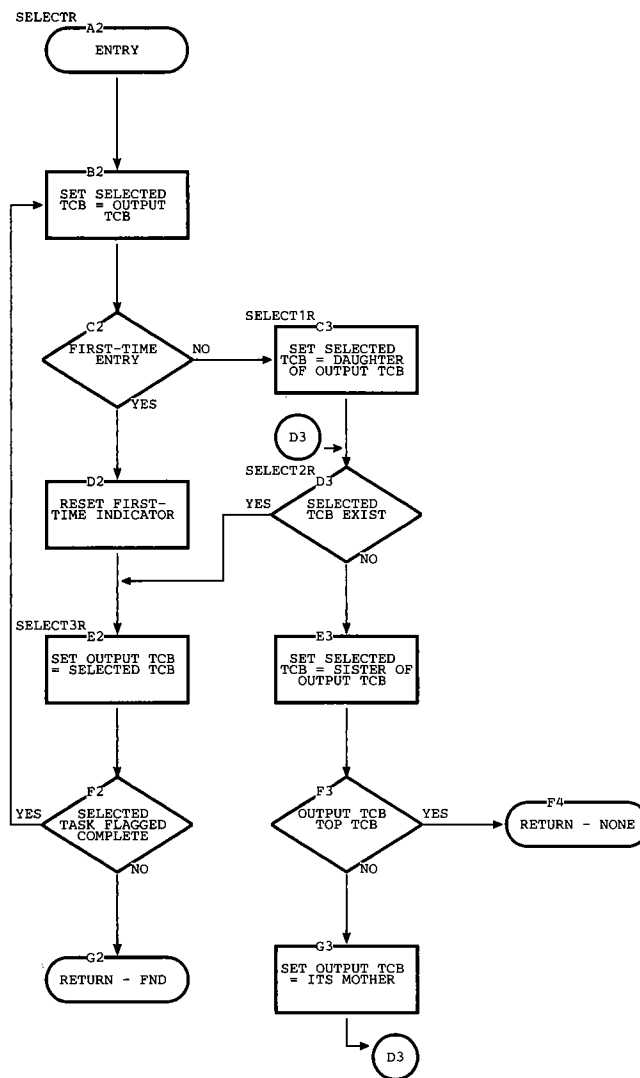 SELECTR
A2
ENTRY
B2
SET SELECTED
TCB = OUTPUT
TCB
C2
FIRST-TIME
ENTRY
NO
YES
SELECT1R
C3
SET SELECTED
TCB = DAUGHTER
OF OUTPUT TCB
D3
D2
RESET FIRST-
TIME INDICATOR
SELECT2R
D3
SELECTED
TCB EXIST
YES
NO
SELECT3R
E2
SET OUTPUT TCB
= SELECTED TCB
E3
SET SELECTED
TCB = SISTER OF
OUTPUT TCB
F2
SELECTED
TASK FLAGGED
COMPLETE
YES
NO
F3
OUTPUT TCB
TOP TCB
YES
NO
F4
RETURN - NONE
G2
RETURN - FND
G3
SET OUTPUT TCB
= ITS MOTHER
D3